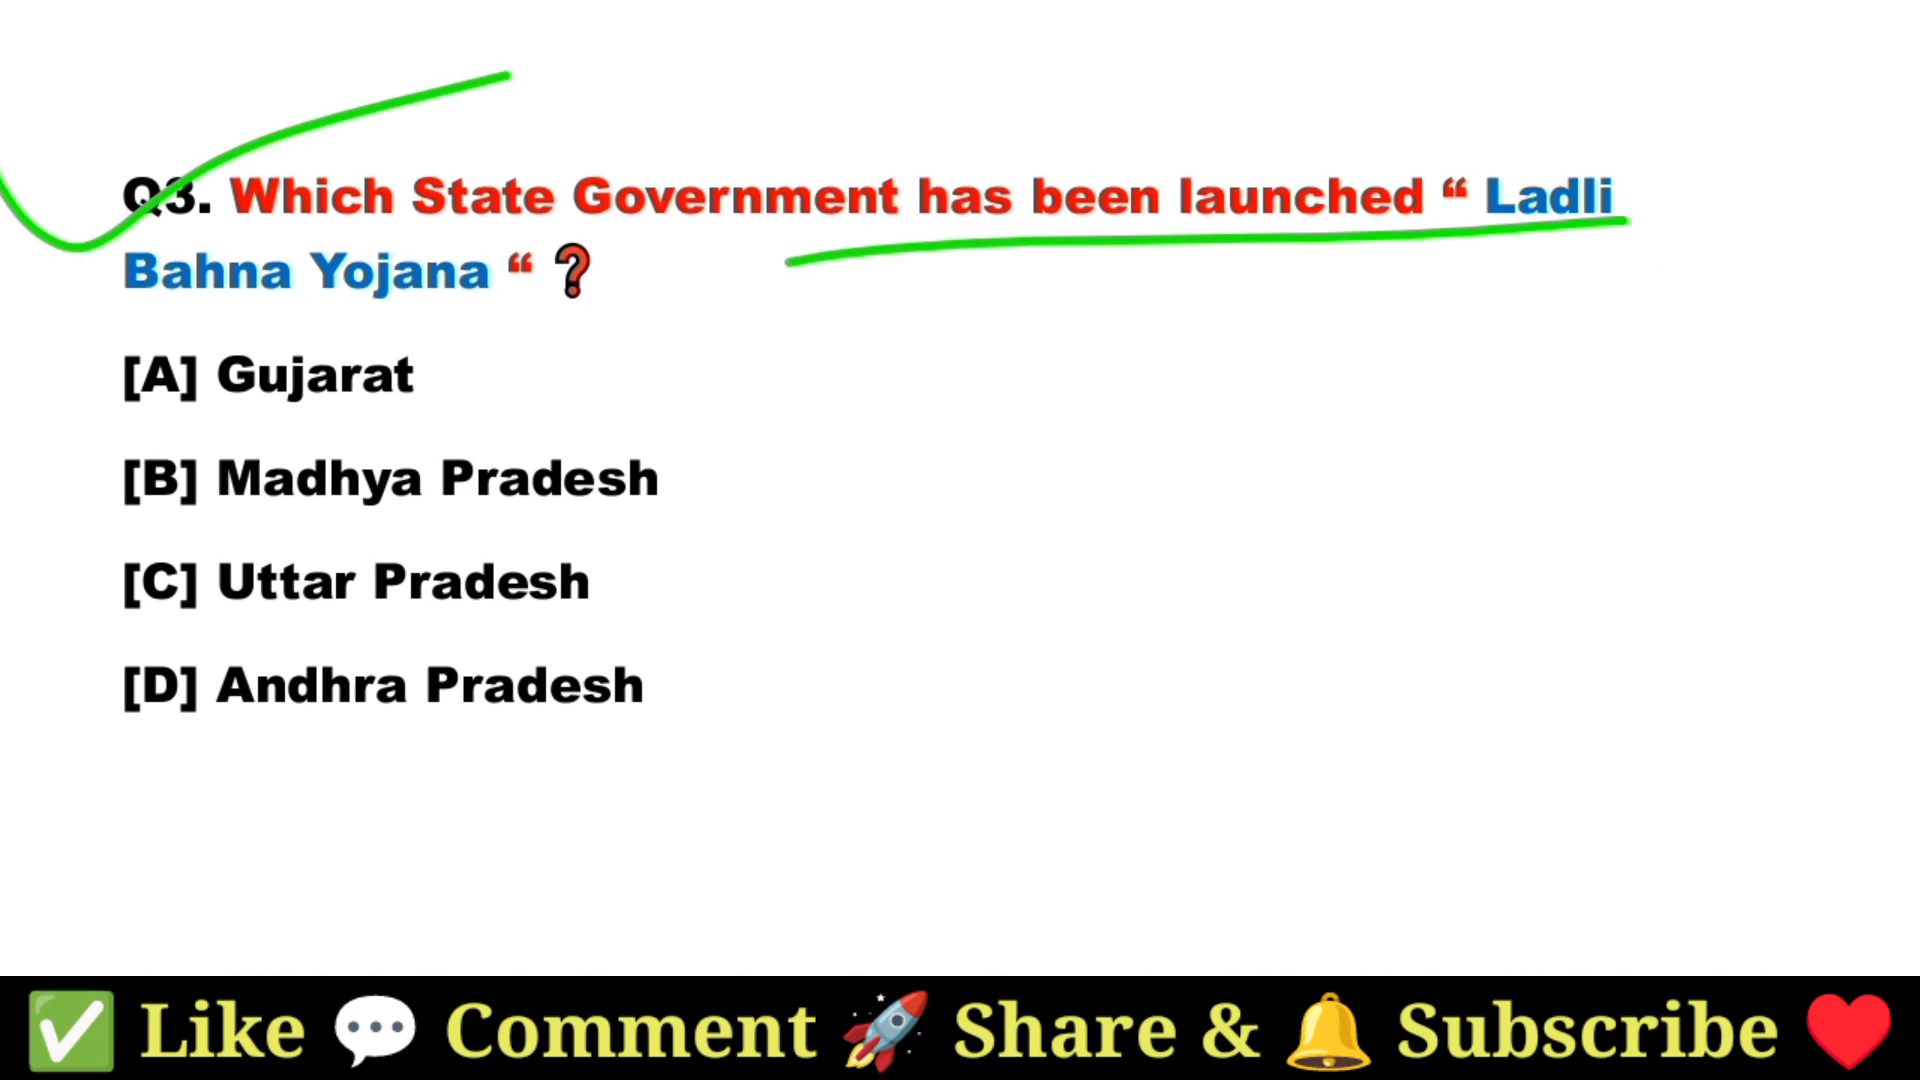 Q3. Which State Government has been launched “ Ladli
Bahna Yojana “ ❓
[A] Gujarat
[B] Madhya Pradesh
[C] Uttar Pradesh
[D] Andhra Pradesh
✅ Like 💬 Comment 🚀 Share & 🔔 Subscribe ❤️